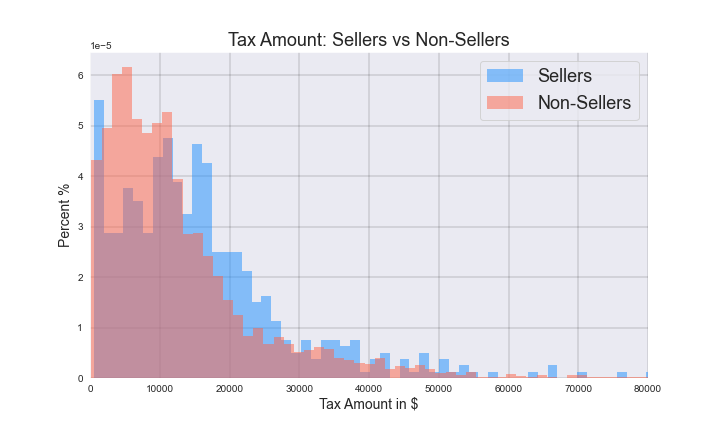 Tax Amount: Sellers vs Non-Sellers
1e−5
Sellers
Non-Sellers
Percent %
6
5
4
3
2
1
0
0 10000 20000 30000 40000 50000 60000 70000 80000
Tax Amount in $